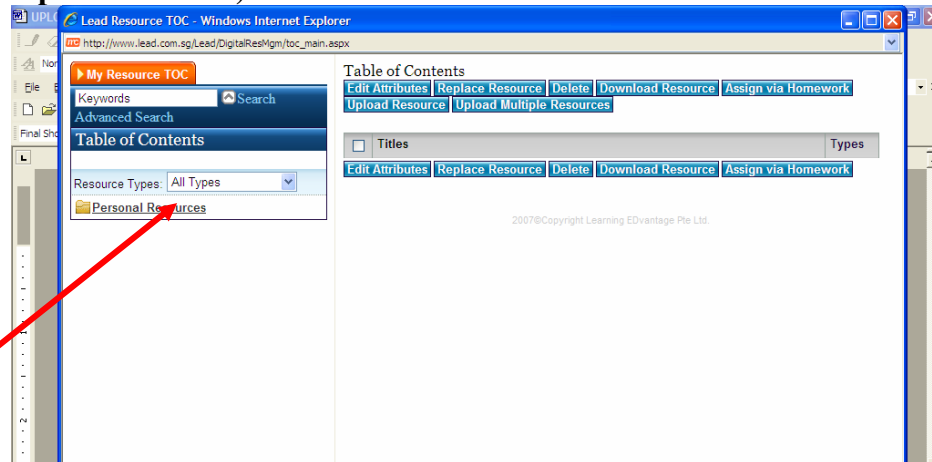 UPLO
Lead Resource TOC - Windows Internet Explorer
http://www.lead.com.sg/Lead/DigitalResMgm/toc_main.aspx
Nor
File
Final Sho
My Resource TOC
Keywords Search
Advanced Search
Table of Contents
Resource Types: All Types
Personal Resources
Table of Contents
Edit Attributes Replace Resource Delete Download Resource Assign via Homework
Upload Resource Upload Multiple Resources
Titles Types
Edit Attributes Replace Resource Delete Download Resource Assign via Homework
2007©Copyright Learning EDvantage Pte Ltd.